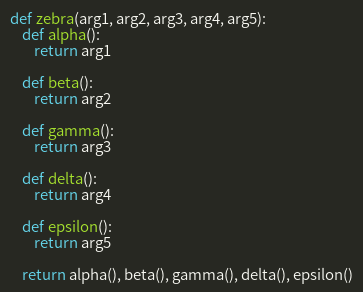 def zebra(arg1, arg2, arg3, arg4, arg5):
   def alpha():
      return arg1

   def beta():
      return arg2

   def gamma():
      return arg3

   def delta():
      return arg4

   def epsilon():
      return arg5

   return alpha(), beta(), gamma(), delta(), epsilon()